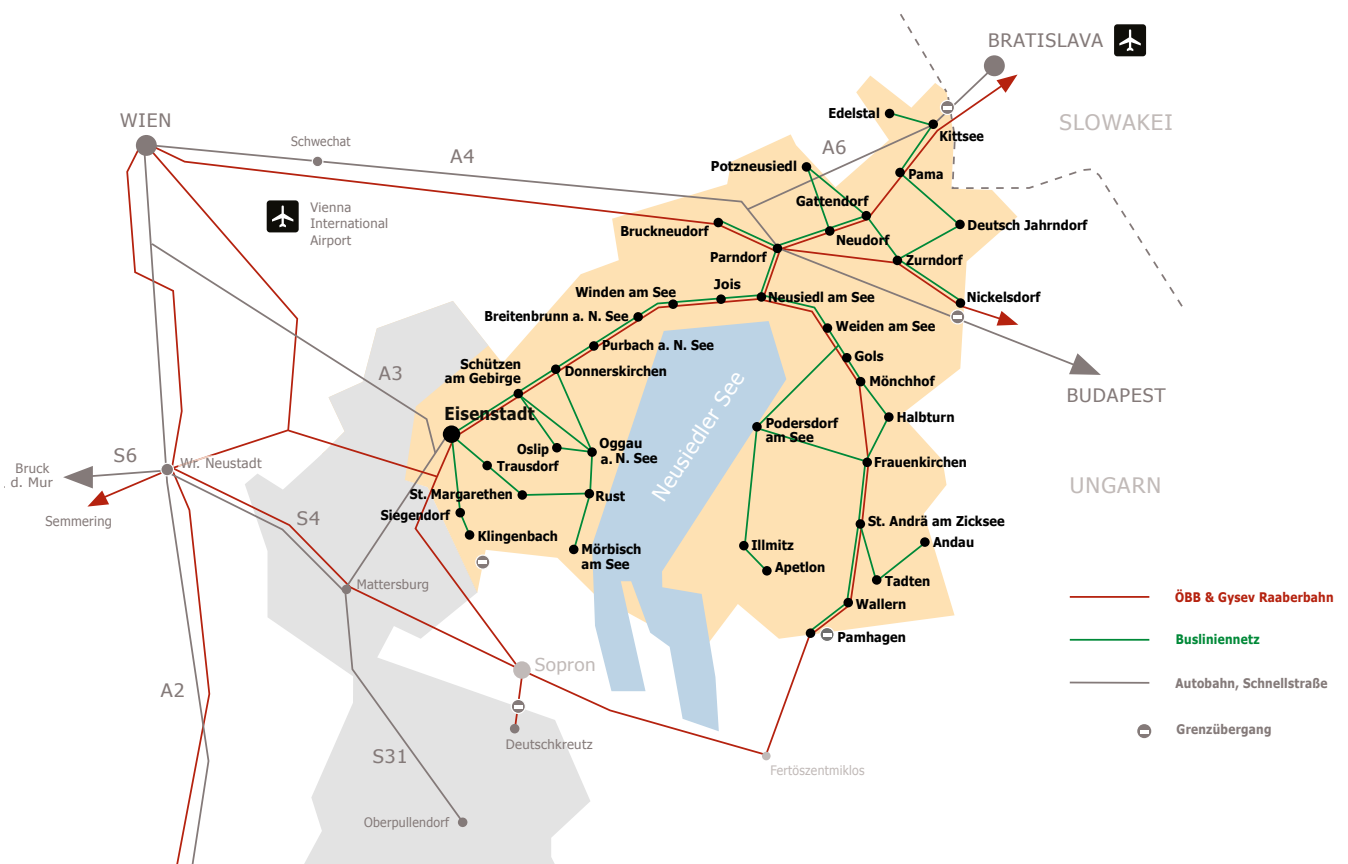 BRATISLAVA
SLOWAKEI
WIEN
Schwechat
A4
A6
Edelstal
Kittsee
Potzneusiedl
Pama
Gattendorf
Vienna
International
Airport
Bruckneudorf
Neudorf
Deutsch Jahrndorf
Parndorf
Zurndorf
Jois
Winden am See
Neusiedl am See
Nickelsdorf
Breitenbrunn a. N. See
Weiden am See
Purbach a. N. See
Gols
Schützen
am Gebirge
Donnerskirchen
Mönchhof
A3
BUDAPEST
Neusiedler See
Eisenstadt
Halbturn
Podersdorf
am See
Oslip
Oggau
a. N. See
Trausdorf
Frauenkirchen
S6
Bruck
. d. Mur
Wr. Neustadt
Semmering
UNGARN
St. Margarethen
Rust
Siegendorf
S4
Klingenbach
St. Andrä am Zicksee
Andau
Mörbisch
am See
Illmitz
Apetlon
Tadten
Mattersburg
Wallern
Pamhagen
ÖBB & Gysev Raaberbahn
Busliniennetz
Autobahn, Schnellstraße
Grenzübergang
Sopron
A2
Deutschkreutz
S31
Fertöszentmiklos
Oberpullendorf